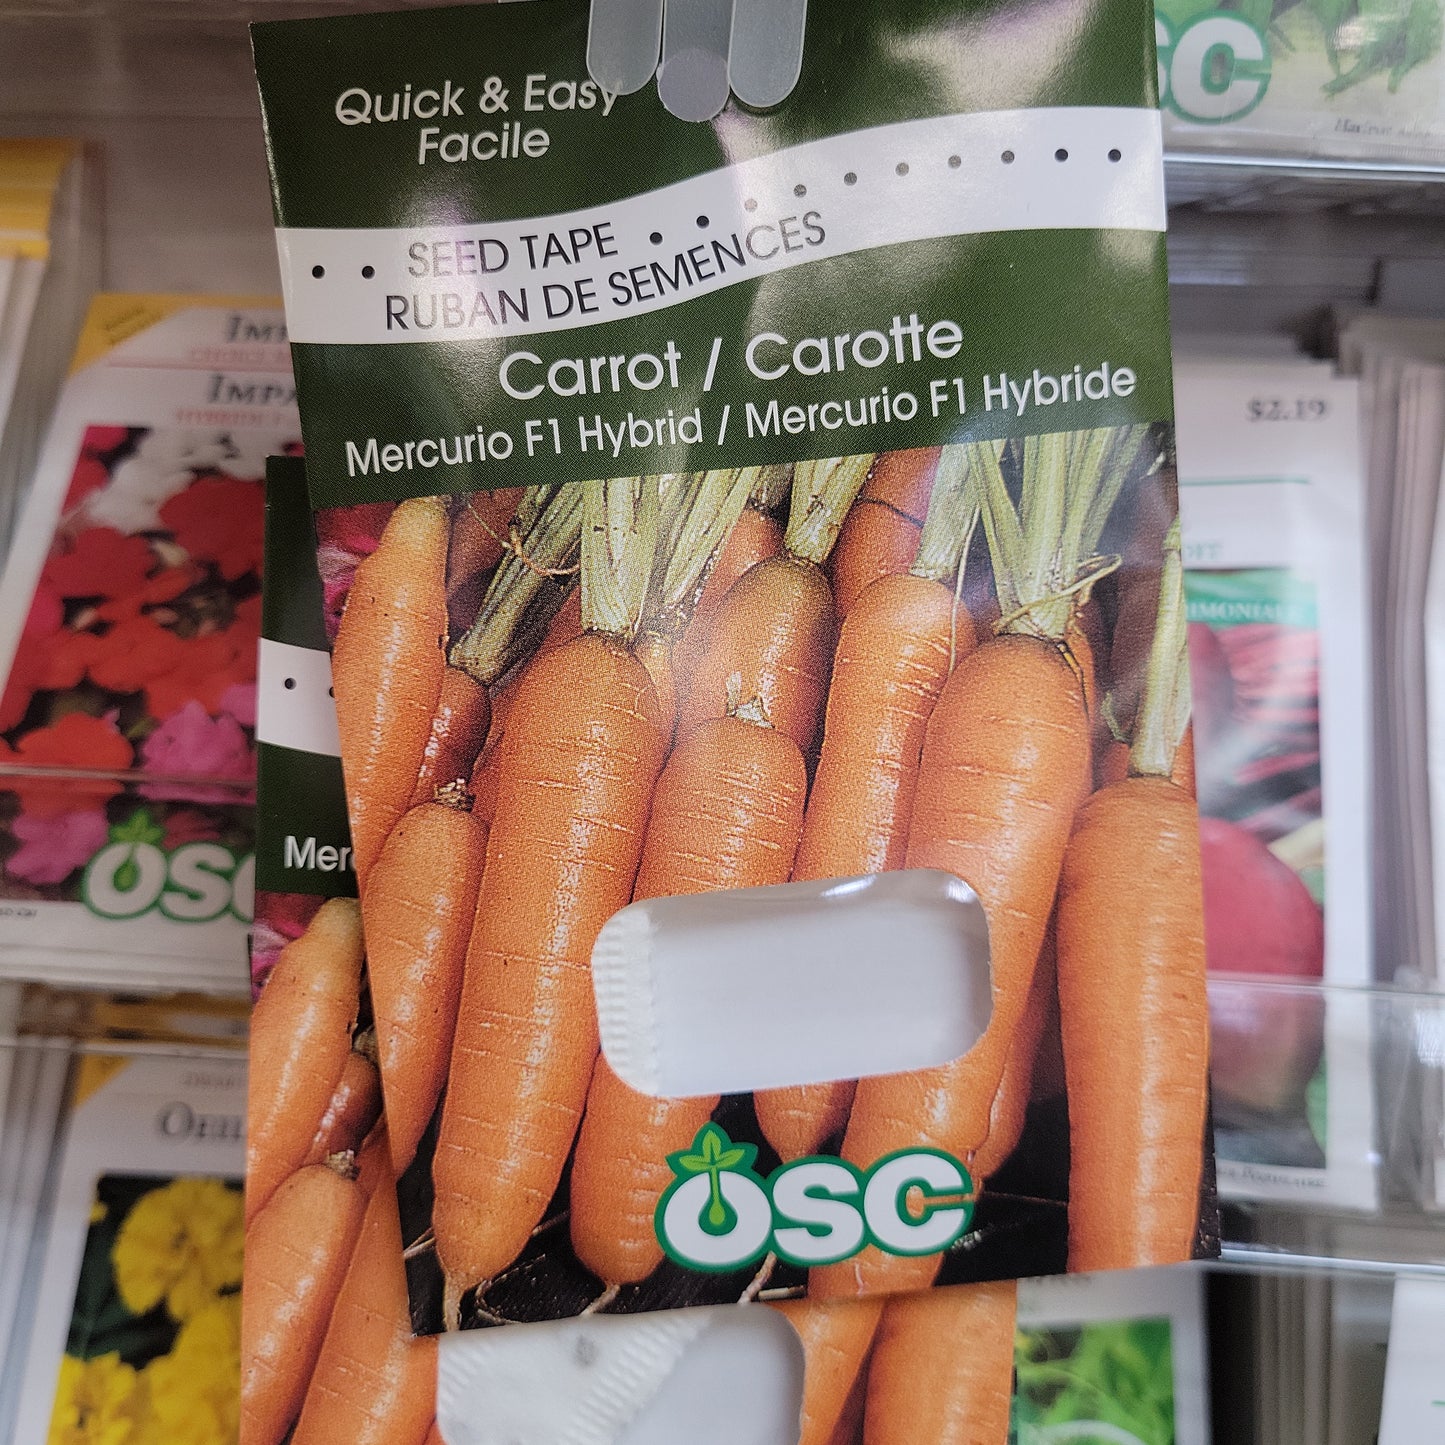 Quick & Easy
Facile
SEED TAPE
RUBAN DE SEMENCES
Carrot / Carotte
Mercurio F1 Hybrid / Mercurio F1 Hybride
OSC
$2.19
OSC